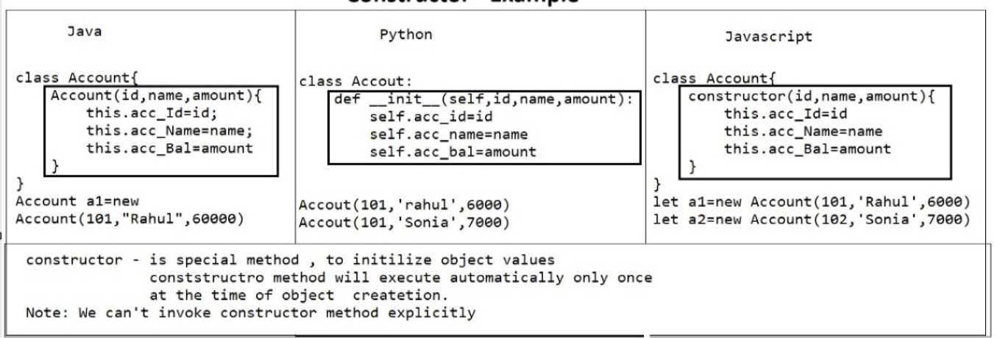 Constructor - Example
Java
class Account{
Account(id,name,amount){
this.acc_Id=id;
this.acc_Name=name;
this.acc_Bal=amount
}
}
Account a1=new
Account(101,"Rahul",60000)
Python
class Accout:
def __init__(self,id,name,amount):
self.acc_id=id
self.acc_name=name
self.acc_bal=amount
Accout(101,'rahul',6000)
Accout(101,'Sonia',7000)
Javascript
class Account{
constructor(id,name,amount){
this.acc_Id=id
this.acc_Name=name
this.acc_Bal=amount
}
}
let a1=new Account(101,'Rahul',6000)
let a2=new Account(102,'Sonia',7000)
constructor - is special method , to initilize object values
conststructro method will execute automatically only once
at the time of object createtion.
Note: We can't invoke constructor method explicitly